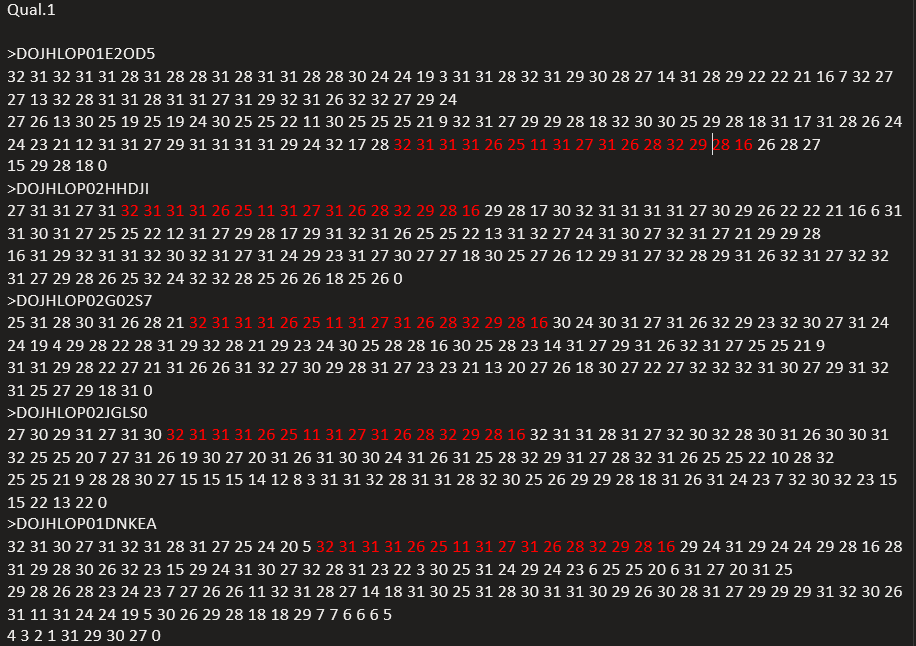 Qual.1
>DOJHLOP01E2OD5
32 31 32 31 31 28 31 28 28 31 28 31 31 28 28 30 24 24 19 3 31 31 28 32 31 29 30 28 27 14 31 28 29 22 22 21 16 7 32 27
27 13 32 28 31 31 28 31 31 27 31 29 32 31 26 32 32 27 29 24
27 26 13 30 25 19 25 19 24 30 25 25 22 11 30 25 25 25 21 9 32 31 27 29 29 28 18 32 30 30 25 29 28 18 31 17 31 28 26 24
24 23 21 12 31 31 27 29 31 31 31 31 29 24 32 17 28 32 31 31 31 26 25 11 31 27 31 26 28 32 29 28 16 26 28 27
15 29 28 18 0
>DOJHLOP02HHDJI
27 31 31 27 31 32 31 31 31 26 25 11 31 27 31 26 28 32 29 28 16 29 28 17 30 32 31 31 31 31 27 30 29 26 22 22 21 16 6 31
31 30 31 27 25 25 22 12 31 27 29 28 17 29 31 32 31 26 25 25 22 13 31 32 27 24 31 30 27 32 31 27 21 29 29 28
16 31 29 32 31 31 32 30 32 31 27 31 24 29 23 31 27 30 27 27 18 30 25 27 26 12 29 31 27 32 28 29 31 26 32 31 27 32 32
31 27 29 28 26 25 32 24 32 32 28 25 26 26 18 25 26 0
>DOJHLOP02G02S7
25 31 28 30 31 26 28 21 32 31 31 31 26 25 11 31 27 31 26 28 32 29 28 16 30 24 30 31 27 31 26 32 29 23 32 30 27 31 24
24 19 4 29 28 22 28 31 29 32 28 21 29 23 24 30 25 28 28 16 30 25 28 23 14 31 27 29 31 26 32 31 27 25 25 21 9
31 31 29 28 22 27 21 31 26 26 31 32 27 30 29 28 31 27 23 23 21 13 20 27 26 18 30 27 22 27 32 32 32 31 30 27 29 31 32
31 25 27 29 18 31 0
>DOJHLOP02JGLS0
27 30 29 31 27 31 30 32 31 31 31 26 25 11 31 27 31 26 28 32 29 28 16 32 31 31 28 31 27 32 30 32 28 30 31 26 30 30 31
32 25 25 20 7 27 31 26 19 30 27 20 31 26 31 30 30 24 31 26 31 25 28 32 29 31 27 28 32 31 26 25 25 22 10 28 32
25 25 21 9 28 28 30 27 15 15 15 14 12 8 3 31 31 32 28 31 31 28 32 30 25 26 29 29 28 18 31 26 31 24 23 7 32 30 32 23 15
15 22 13 22 0
>DOJHLOP01DNKEA
32 31 30 27 31 32 31 28 31 27 25 24 20 5 32 31 31 31 26 25 11 31 27 31 26 28 32 29 28 16 29 24 31 29 24 24 29 28 16 28
31 29 28 30 26 32 23 15 29 24 31 30 27 32 28 31 23 22 3 30 25 31 24 29 24 23 6 25 25 20 6 31 27 20 31 25
29 28 26 28 23 24 23 7 27 26 26 11 32 31 28 27 14 18 31 30 25 31 28 30 31 31 30 29 26 30 28 31 27 29 29 29 31 32 30 26
31 11 31 24 24 19 5 30 26 29 28 18 18 29 7 7 6 6 6 5
4 3 2 1 31 29 30 27 0